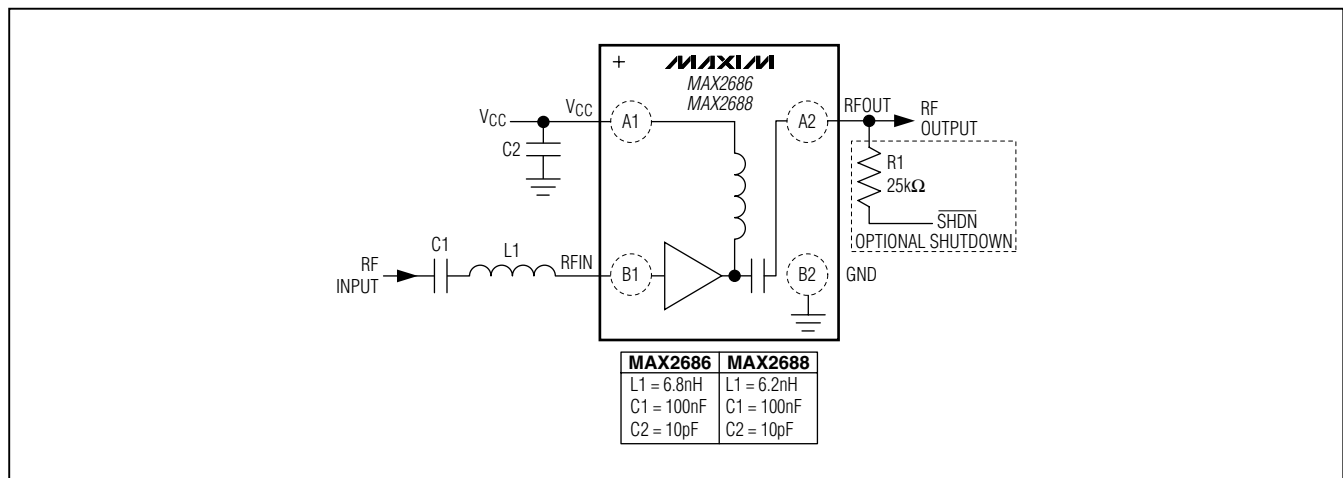 + MAXIM
MAX2686
MAX2688
VCC
VCC
A1
C2
A2
RFOUT
RF
OUTPUT
R1
25kΩ
SHDN
OPTIONAL SHUTDOWN
RF
INPUT
C1
L1
RFIN
B1
B2
GND
MAX2686 MAX2688
L1 = 6.8nH L1 = 6.2nH
C1 = 100nF C1 = 100nF
C2 = 10pF C2 = 10pF